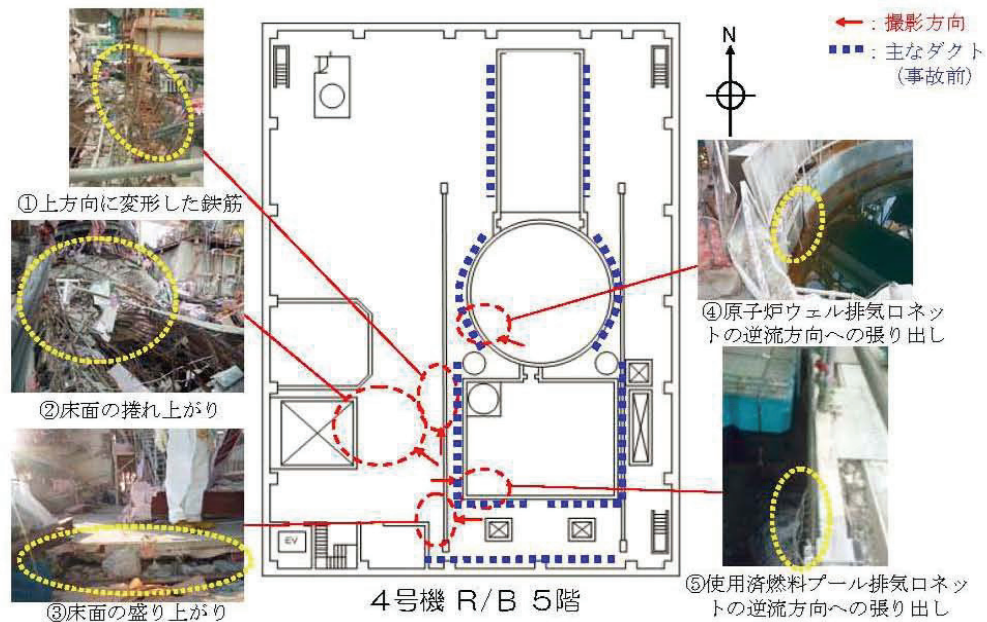 ①上方向に変形した鉄筋
②床面の捲れ上がり
③床面の盛り上がり
N
：撮影方向
：主なダクト
（事故前）
④原子炉ウェル排気口ネッ
トの逆流方向への張り出し
⑤使用済燃料プール排気口ネッ
トの逆流方向への張り出し
EV
4号機 R/B 5階